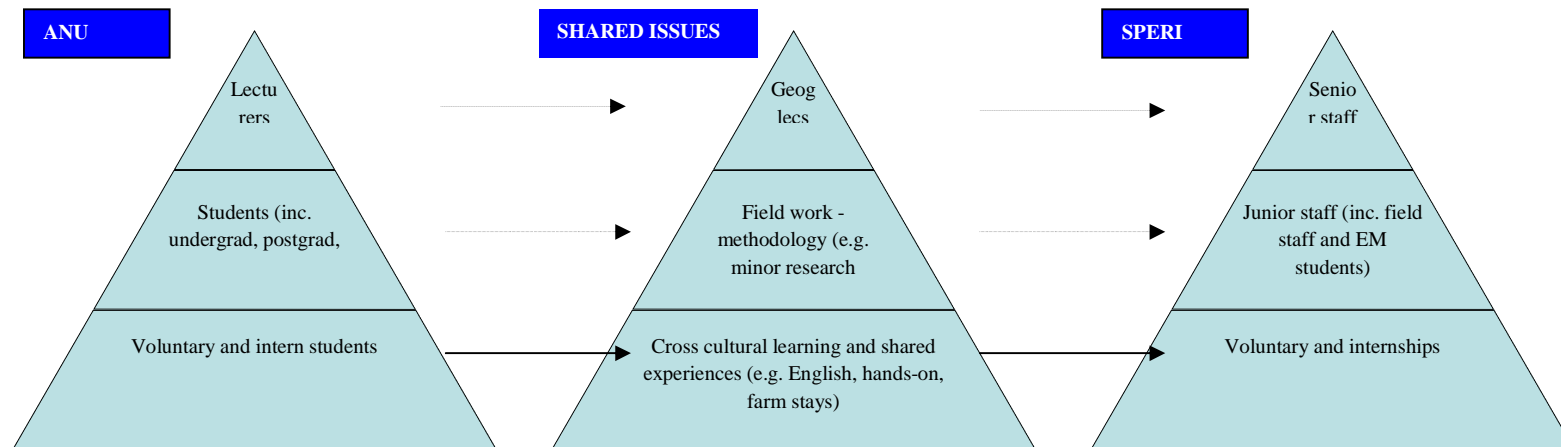 ANU
SHARED ISSUES
SPERI
Lectu
rers
Geog
lecs
Senio
r staff
Students (inc.
undergrad, postgrad,
Field work -
methodology (e.g.
minor research
Junior staff (inc. field
staff and EM
students)
Voluntary and intern students
Cross cultural learning and shared
experiences (e.g. English, hands-on,
farm stays)
Voluntary and internships